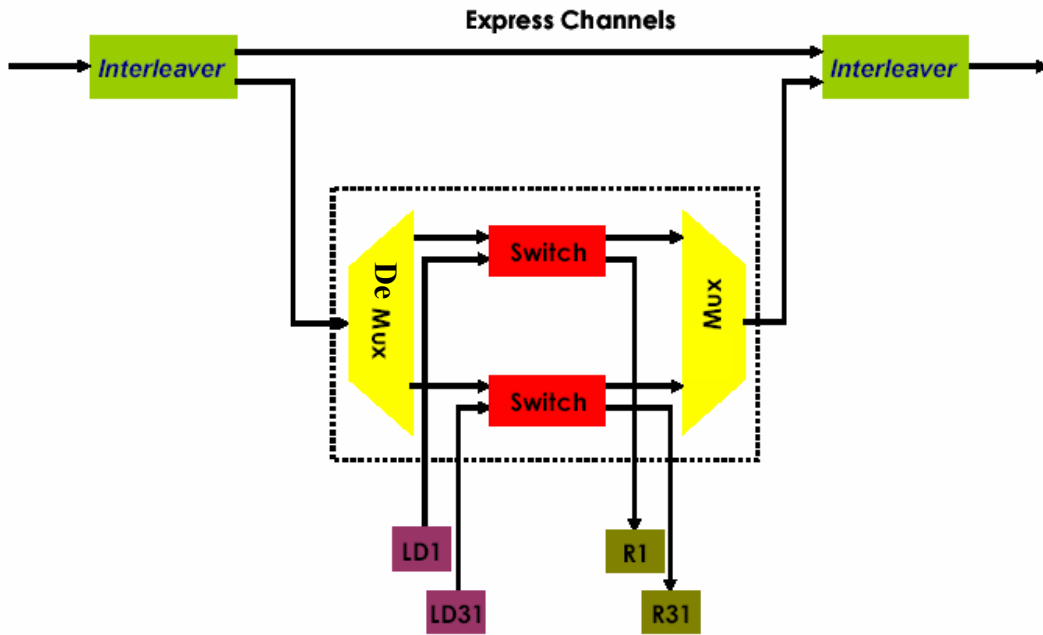 Express Channels
Interleaver
Interleaver
Switch
De Mux
Mux
Switch
LD1
R1
LD31
R31